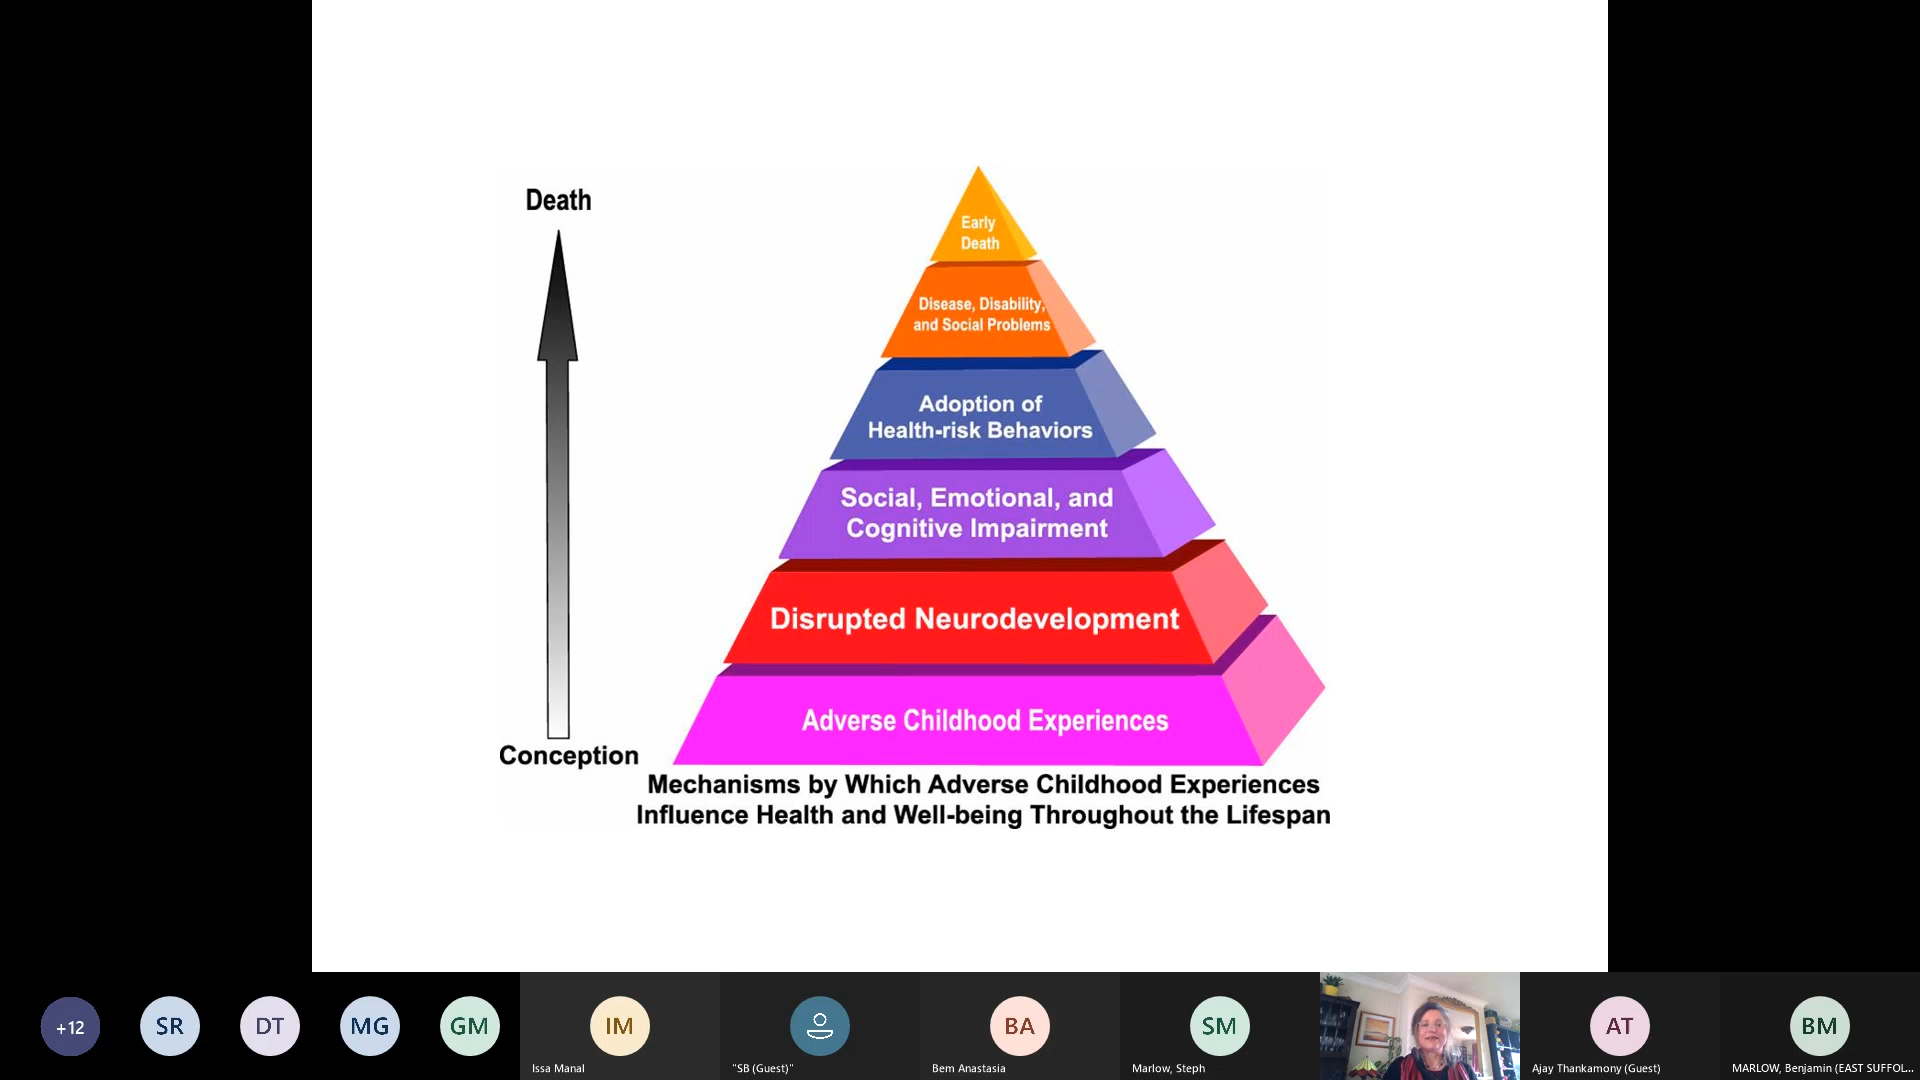 Death
Early
Death
Disease, Disability,
and Social Problems
Adoption of
Health-risk Behaviors
Social, Emotional, and
Cognitive Impairment
Disrupted Neurodevelopment
Adverse Childhood Experiences
Conception
Mechanisms by Which Adverse Childhood Experiences
Influence Health and Well-being Throughout the Lifespan
+12
SR
DT
MG
GM
IM
Issa Manal
"SB (Guest)"
BA
Bem Anastasia
SM
Marlow, Steph
AT
Ajay Thankamony (Guest)
BM
MARLOW, Benjamin (EAST SUFFOL...